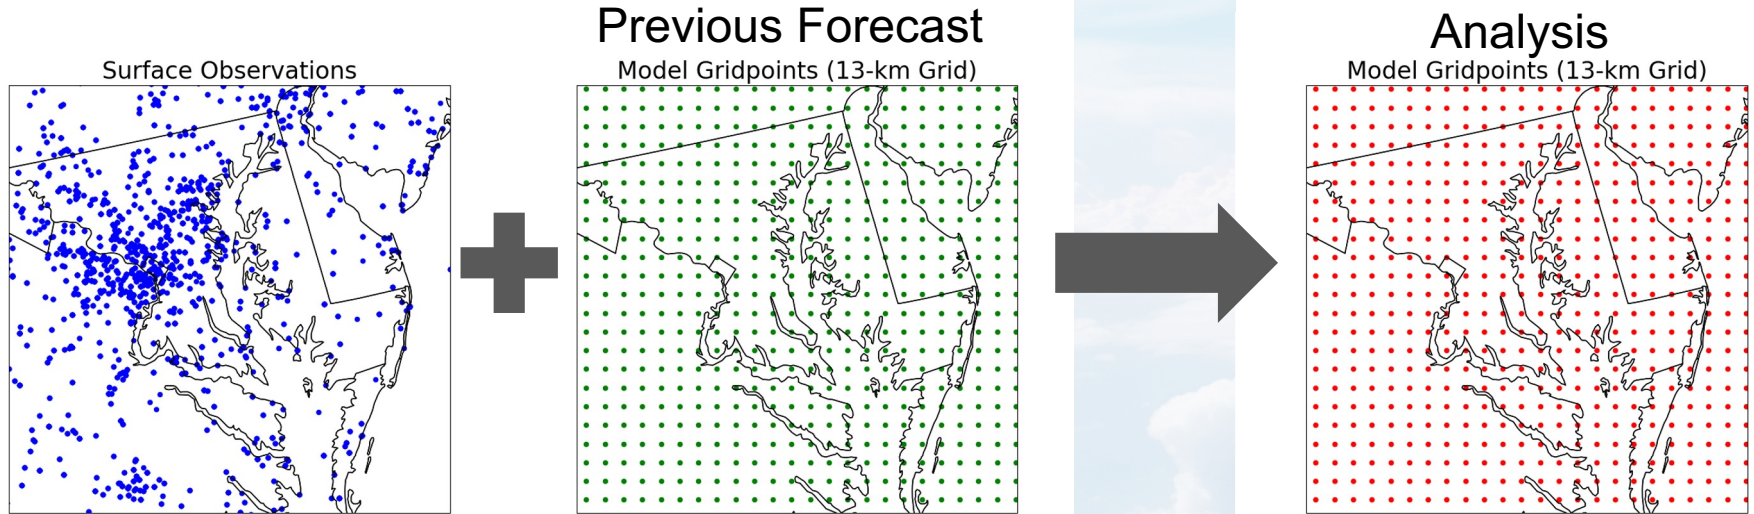 Surface Observations
Previous Forecast
Model Gridpoints (13-km Grid)
Analysis
Model Gridpoints (13-km Grid)